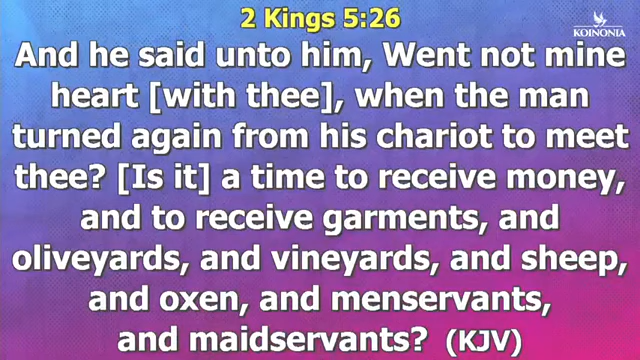 2 Kings 5:26
KOINONIA
And he said unto him, Went not mine
heart [with thee], when the man
turned again from his chariot to meet
thee? [Is it] a time to receive money,
and to receive garments, and
oliveyards, and vineyards, and sheep,
and oxen, and menservants,
and maidservants? (KJV)